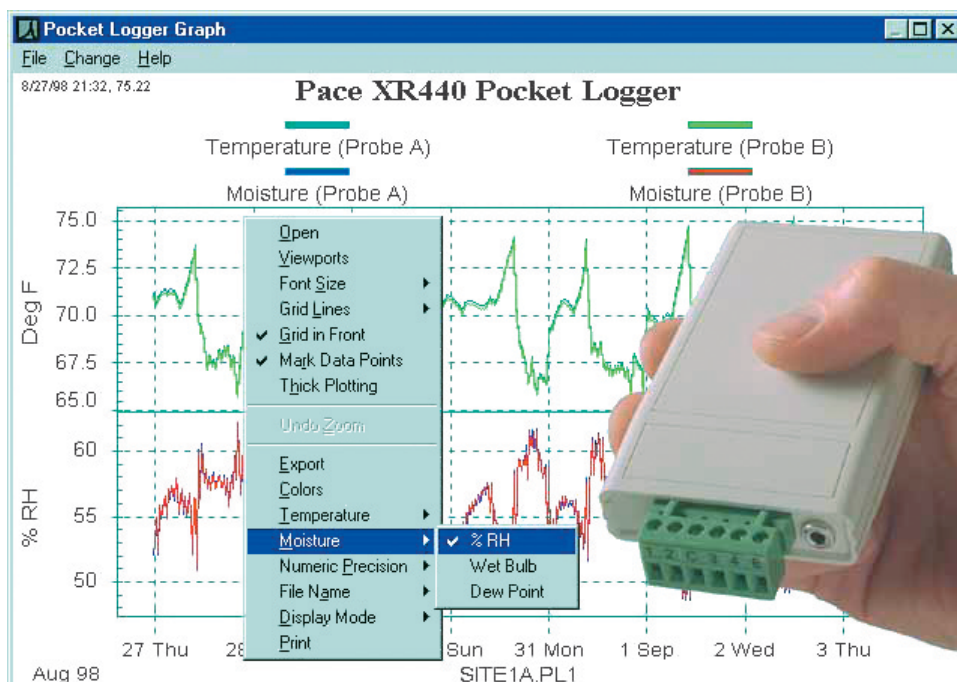 Pocket Logger Graph
File Change Help
8/27/98 21:32, 75.22
Pace XR440 Pocket Logger
Temperature (Probe A)
Temperature (Probe B)
Moisture (Probe A)
Moisture (Probe B)
75.0
72.5
70.0
67.5
65.0
Deg F
60
55
50
% RH
Open
Viewports
Font Size
Grid Lines
Grid in Front
Mark Data Points
Thick Plotting
Undo Zoom
Export
Colors
Temperature
Moisture
Numeric Precision
File Name
Display Mode
Print
% RH
Wet Bulb
Dew Point
27 Thu 28 Sun 31 Mon 1 Sep 2 Wed 3 Thu
Aug 98
SITE1A.PL1